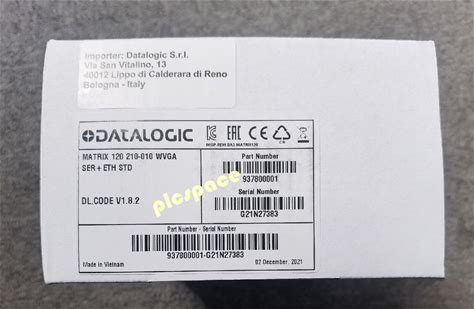 Importer: Datalogic S.r.l.
Via San Vitalino, 13
40012 Lippo di Calderara di Reno
Bologna - Italy
DATALOGIC
EAC CE
MATRIX 120 210-010 WVGA
SER + ETH STD
DL.CODE V1.8.2
Part Number
937800001
Serial Number
G21N27383
plcspace
Part Number - Serial Number
937800001-G21N27383
Made in Vietnam
02 December, 2021